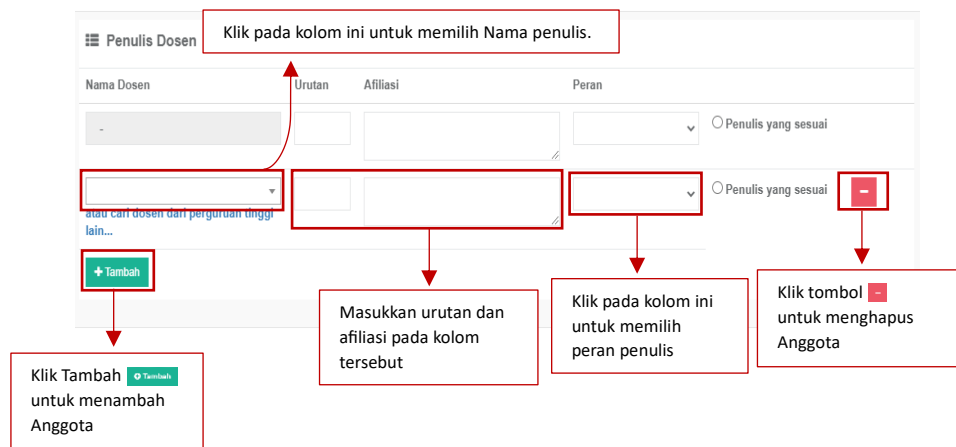 Klik pada kolom ini untuk memilih Nama penulis.
Penulis Dosen
Nama Dosen Urutan Afiliasi Peran
- Penulis yang sesuai
Penulis yang sesuai -
atau cari dosen dari perguruan tinggi
lain...
+ Tambah
Masukkan urutan dan
afiliasi pada kolom
tersebut
Klik pada kolom ini
untuk memilih
peran penulis
Klik tombol -
untuk menghapus
Anggota
Klik Tambah Tambah
untuk menambah
Anggota